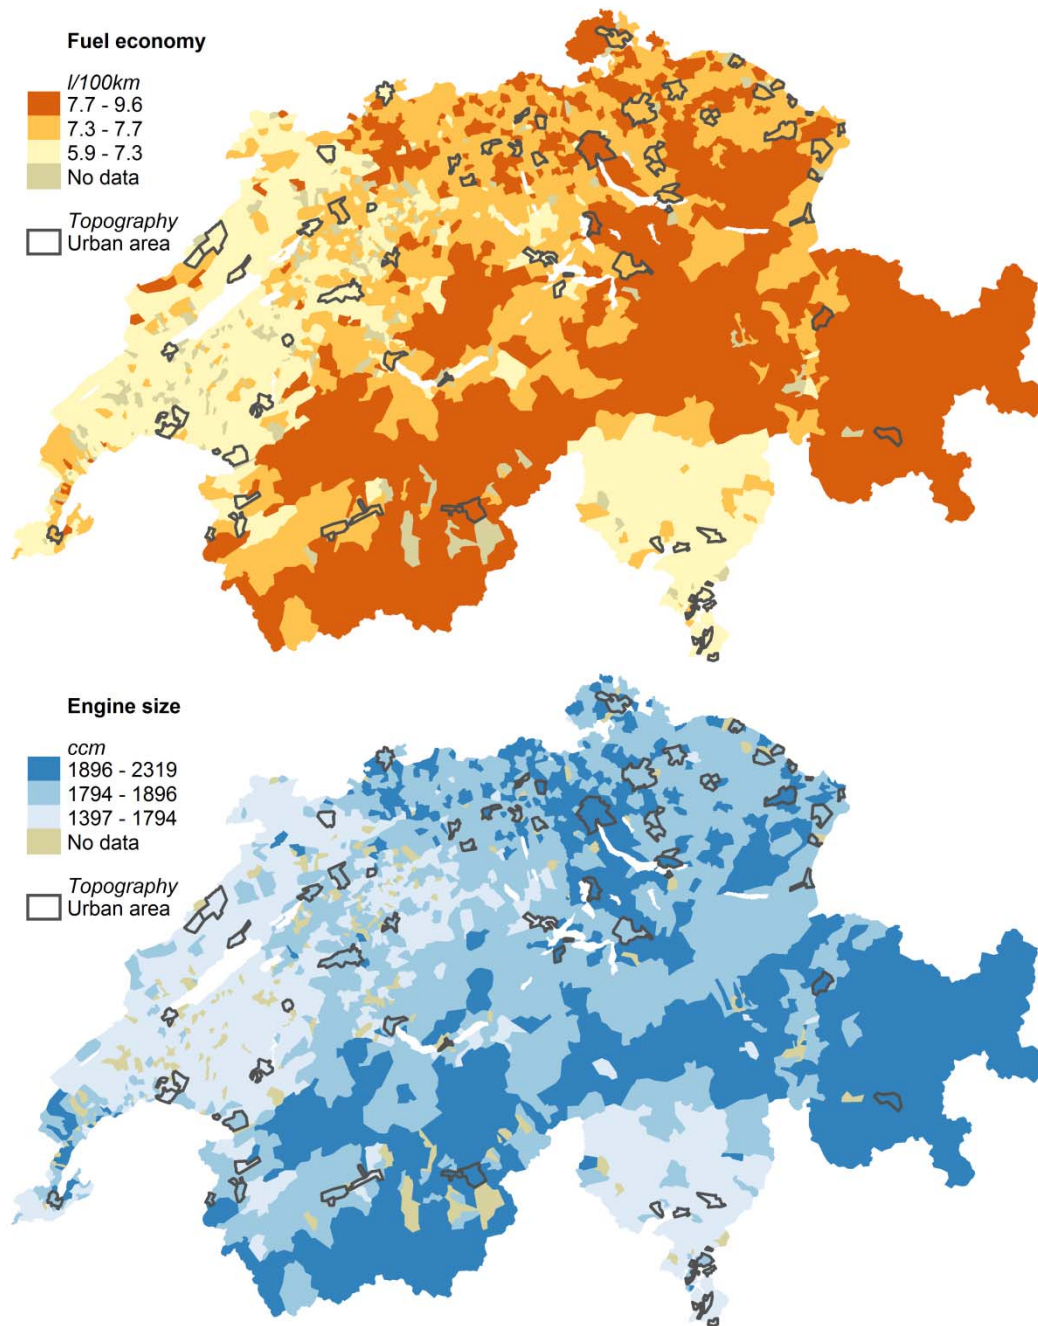 Fuel economy
l/100km
7.7 - 9.6
7.3 - 7.7
5.9 - 7.3
No data
Topography
Urban area
Engine size
ccm
1896 - 2319
1794 - 1896
1397 - 1794
No data
Topography
Urban area